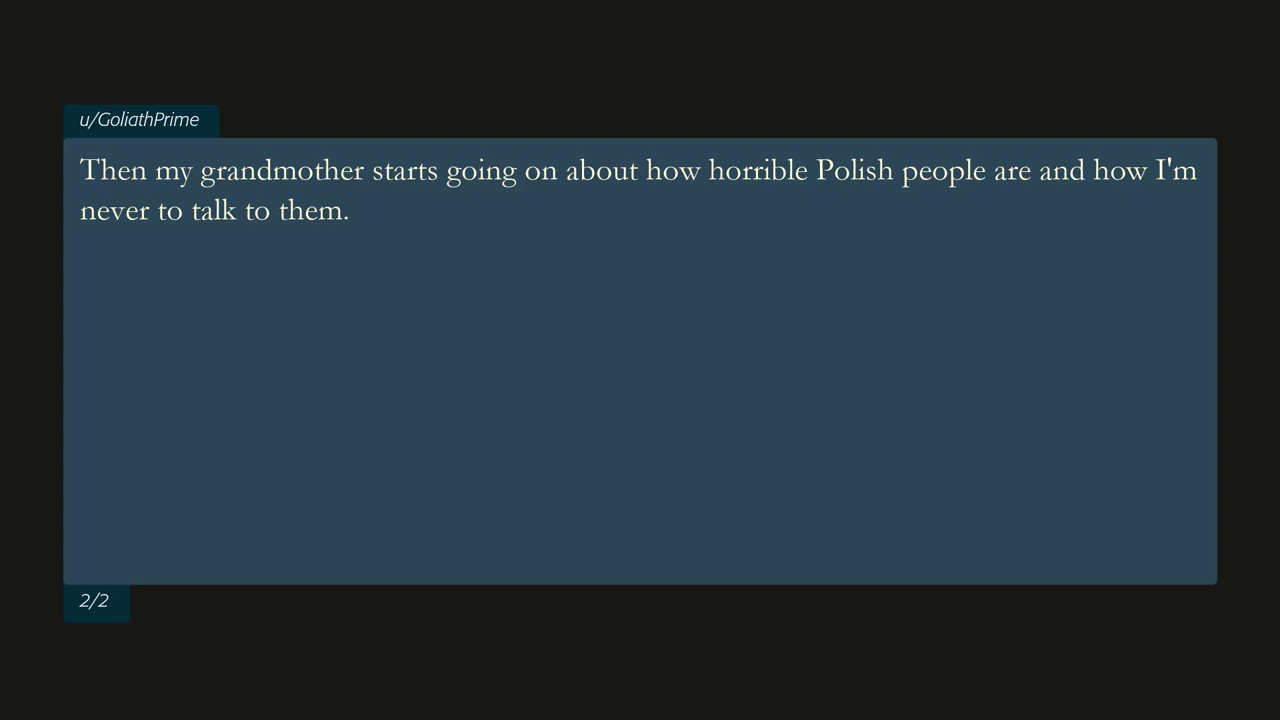 u/GoliathPrime
Then my grandmother starts going on about how horrible Polish people are and how I'm
never to talk to them.
2/2